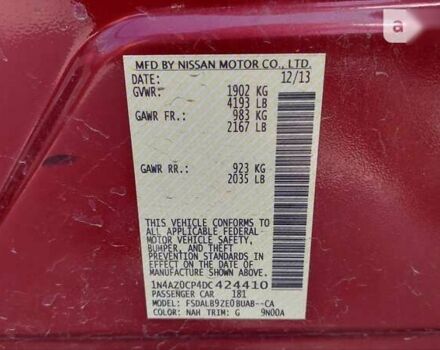 a
MFD BY NISSAN MOTOR CO., LTD.
DATE: 12/13
GVWR: 1902 KG
4193 LB
GAWR FR: 983 KG
2167 LB
GAWR RR: 923 KG
2035 LB
THIS VEHICLE CONFORMS TO
ALL APPLICABLE FEDERAL
MOTOR VEHICLE SAFETY,
BUMPER, AND THEFT
PREVENTION STANDARDS
IN EFFECT ON THE DATE OF
MANUFACTURE SHOWN ABOVE.
1N4AZ0CP4DC424410
PASSENGER CAR 181
MODEL: FSDALB9ZE0BUAB--CA
COLOR: NAH TRIM: G 9N00A